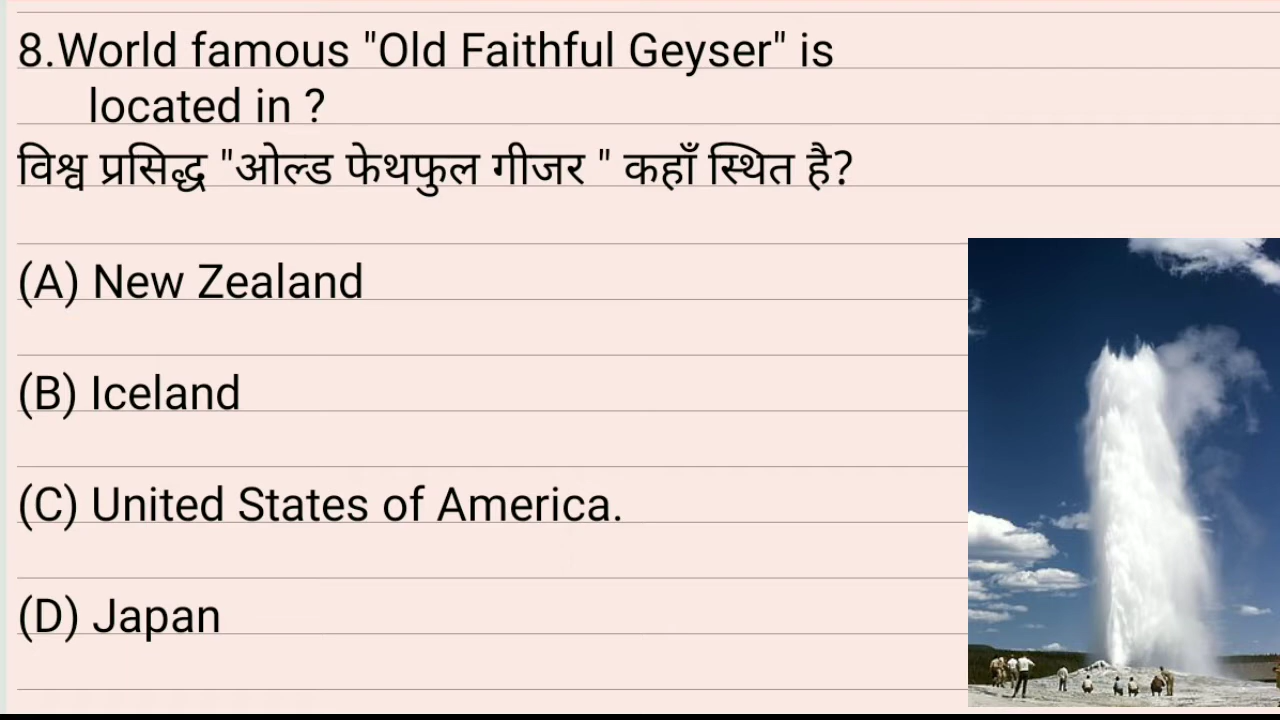 8.World famous "Old Faithful Geyser" is
located in ?
विश्व प्रसिद्ध "ओल्ड फेथफुल गीजर " कहाँ स्थित है?
(A) New Zealand
(B) Iceland
(C) United States of America.
(D) Japan